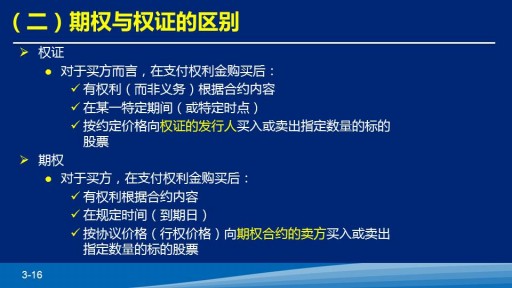 （二）期权与权证的区别
权证
对于买方而言，在支付权利金购买后：
有权利（而非义务）根据合约内容
在某一特定期间（或特定时点）
按约定价格向权证的发行人买入或卖出指定数量的标的
股票
期权
对于买方，在支付权利金购买后：
有权利根据合约内容
在规定时间（到期日）
按协议价格（行权价格）向期权合约的卖方买入或卖出
指定数量的标的股票
3-16